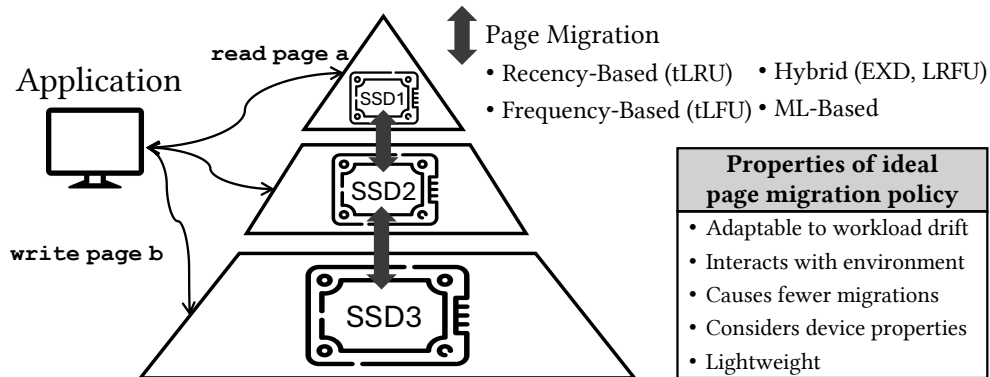 read page a
Application
SSD1
SSD2
write page b
SSD3
Page Migration
• Recency-Based (tLRU)
• Hybrid (EXD, LRFU)
• Frequency-Based (tLFU)
• ML-Based
Properties of ideal
page migration policy
• Adaptable to workload drift
• Interacts with environment
• Causes fewer migrations
• Considers device properties
• Lightweight